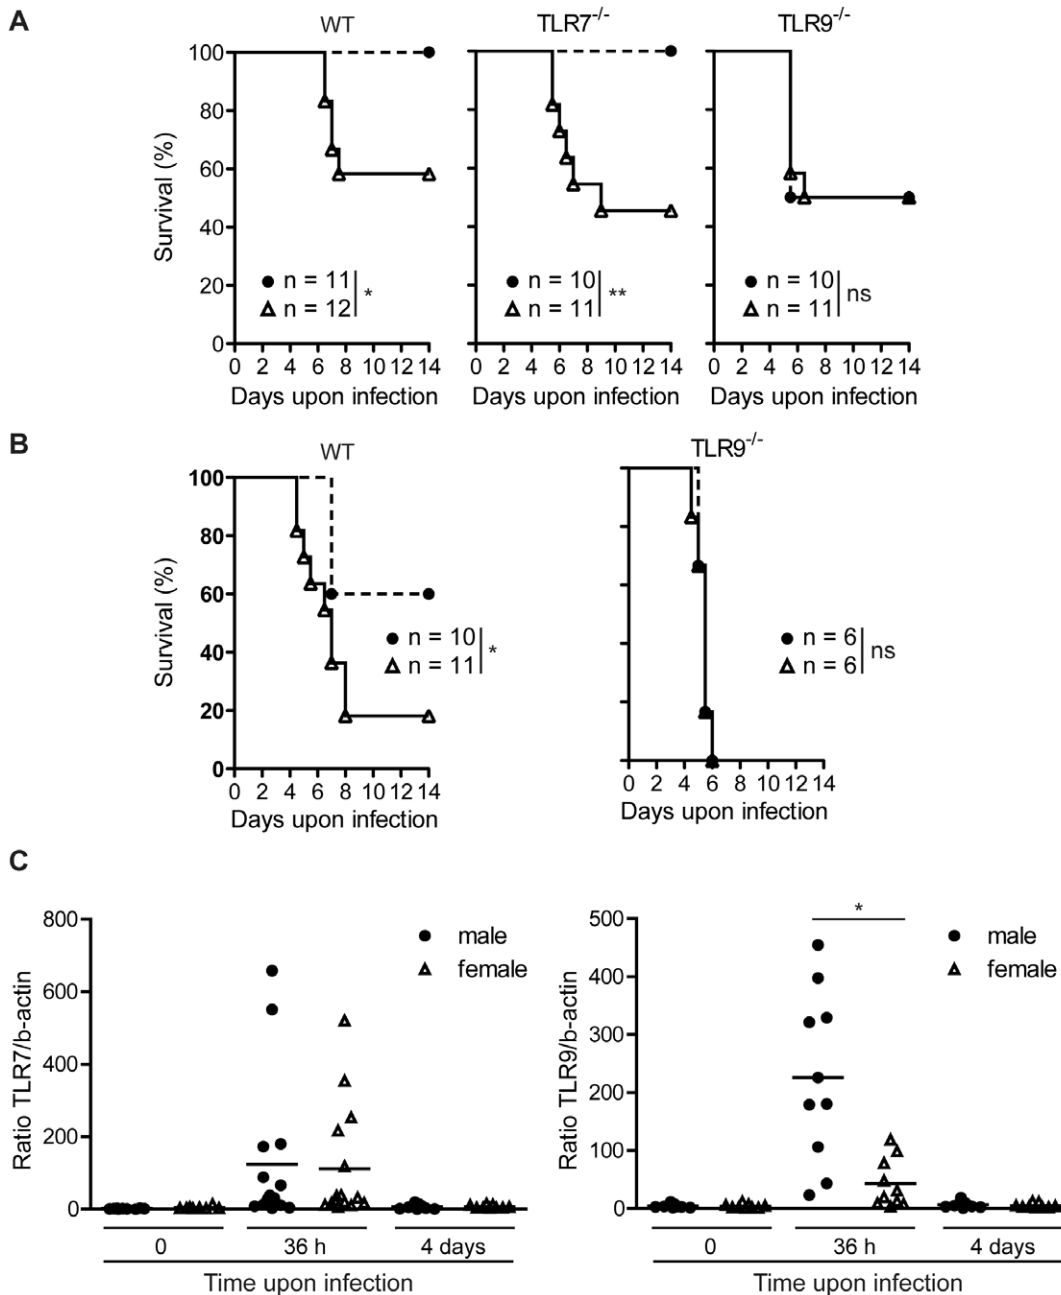 A
WT
TLR7-/-
TLR9-/-
Survival (%)
100
80
60
40
20
0
n = 11
n = 12
*
n = 10
n = 11
**
n = 10
n = 11
ns
0 2 4 6 8 10 12 14
0 2 4 6 8 10 12 14
0 2 4 6 8 10 12 14
Days upon infection
Days upon infection
Days upon infection
B
WT
TLR9-/-
Survival (%)
100
80
60
40
20
0
n = 10
n = 11
*
n = 6
n = 6
ns
0 2 4 6 8 10 12 14
0 2 4 6 8 10 12 14
Days upon infection
Days upon infection
C
Ratio TLR7/b-actin
800
600
400
200
0
male
female
0 36 h 4 days
Time upon infection
Ratio TLR9/b-actin
500
400
300
200
100
0
*
male
female
0 36 h 4 days
Time upon infection